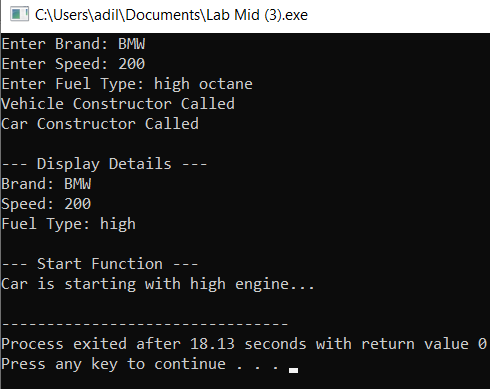 C:\Users\adil\Documents\Lab Mid (3).exe
Enter Brand: BMW
Enter Speed: 200
Enter Fuel Type: high octane
Vehicle Constructor Called
Car Constructor Called
--- Display Details ---
Brand: BMW
Speed: 200
Fuel Type: high
--- Start Function ---
Car is starting with high engine...
--------------------------------
Process exited after 18.13 seconds with return value 0
Press any key to continue . . .